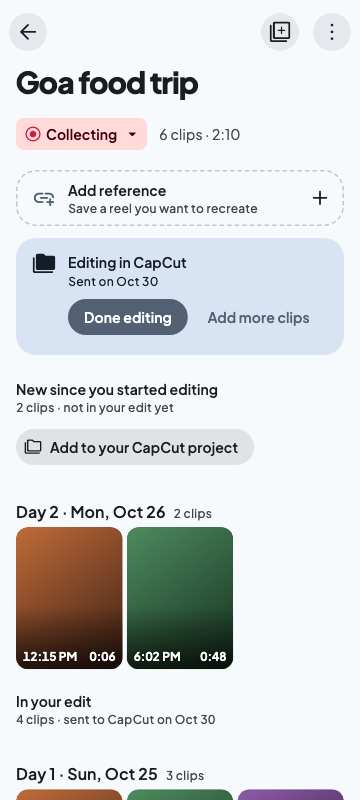 Goa food trip
Collecting
6 clips · 2:10
Add reference
Save a reel you want to recreate
Editing in CapCut
Sent on Oct 30
Done editing
Add more clips
New since you started editing
2 clips · not in your edit yet
Add to your CapCut project
Day 2 · Mon, Oct 26 2 clips
12:15 PM 0:06
6:02 PM 0:48
In your edit
4 clips · sent to CapCut on Oct 30
Day 1 · Sun, Oct 25 3 clips